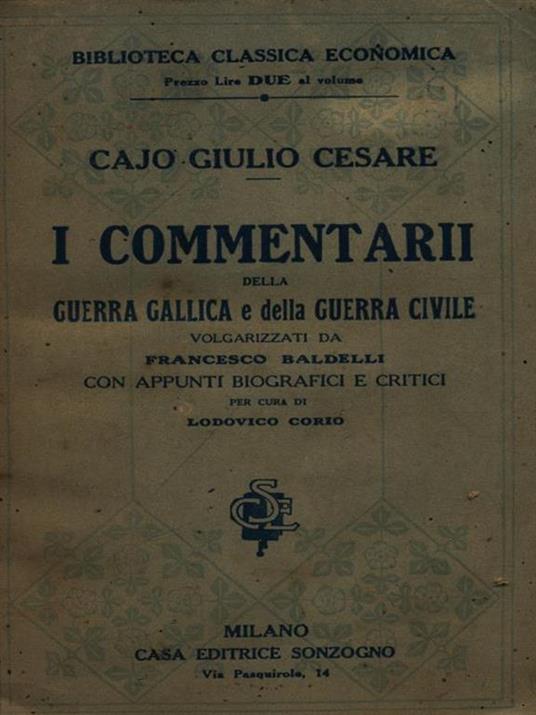 BIBLIOTECA CLASSICA ECONOMICA
Prezzo Lire DUE al volume
CAJO GIULIO CESARE
I COMMENTARII
DELLA
GUERRA GALLICA e della GUERRA CIVILE
VOLGARIZZATI DA
FRANCESCO BALDELLI
CON APPUNTI BIOGRAFICI E CRITICI
PER CURA DI
LODOVICO CORIO
CSE
MILANO
CASA EDITRICE SONZOGNO
Via Pasquirolo, 14